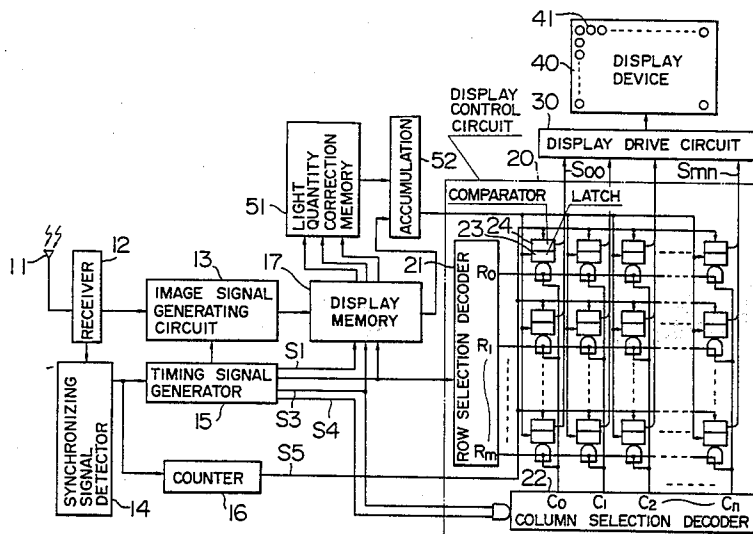 41
40
DISPLAY
DEVICE
DISPLAY
CONTROL
CIRCUIT
30
DISPLAY DRIVE CIRCUIT
52
20
S00
Smn
51
LIGHT
QUANTITY
CORRECTION
MEMORY
ACCUMULATION
COMPARATOR
LATCH
24
23
21
11
12
RECEIVER
13
IMAGE SIGNAL
GENERATING
CIRCUIT
17
DISPLAY
MEMORY
ROW SELECTION DECODER
R0
R1
Rm
S1
TIMING SIGNAL
GENERATOR
15
S3
S4
SYNCHRONIZING
SIGNAL
DETECTOR
14
COUNTER
16
S5
22
C0 C1 C2 Cn
COLUMN SELECTION DECODER